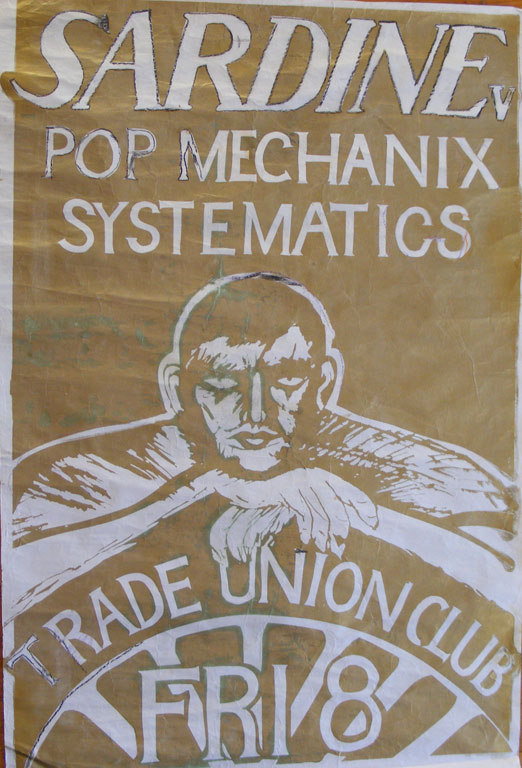 SARDINE v
POP MECHANIX
SYSTEMATICS
TRADE UNION CLUB
FRI 8